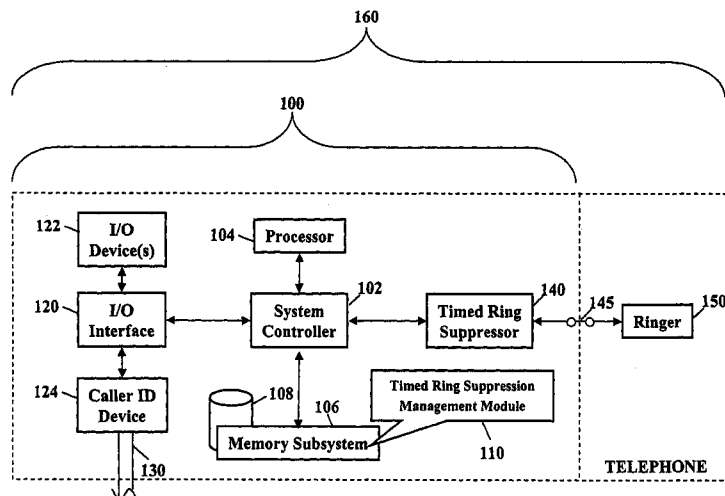 160
100
122
I/O
Device(s)
104
Processor
120
I/O
Interface
102
System
Controller
140
Timed Ring
Suppressor
145
150
Ringer
124
Caller ID
Device
108
106
Memory Subsystem
Timed Ring Suppression
Management Module
110
130
TELEPHONE